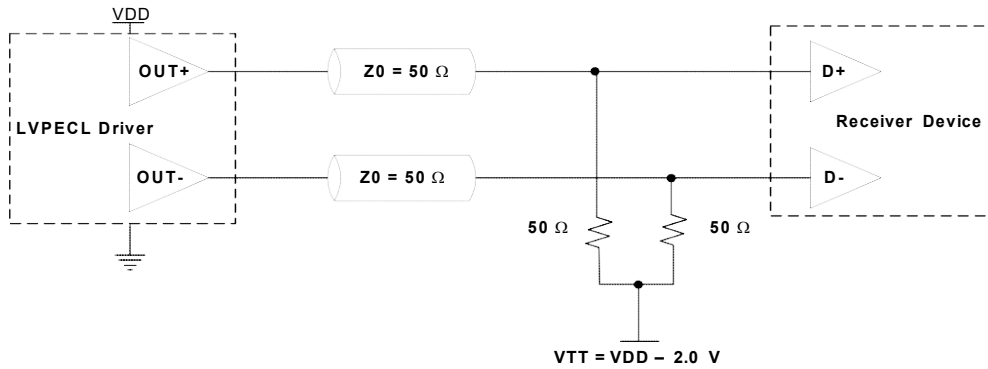 VDD
OUT+
Z0 = 50 Ω
D+
LVPECL Driver
Receiver Device
OUT-
Z0 = 50 Ω
D-
50 Ω
50 Ω
VTT = VDD – 2.0 V